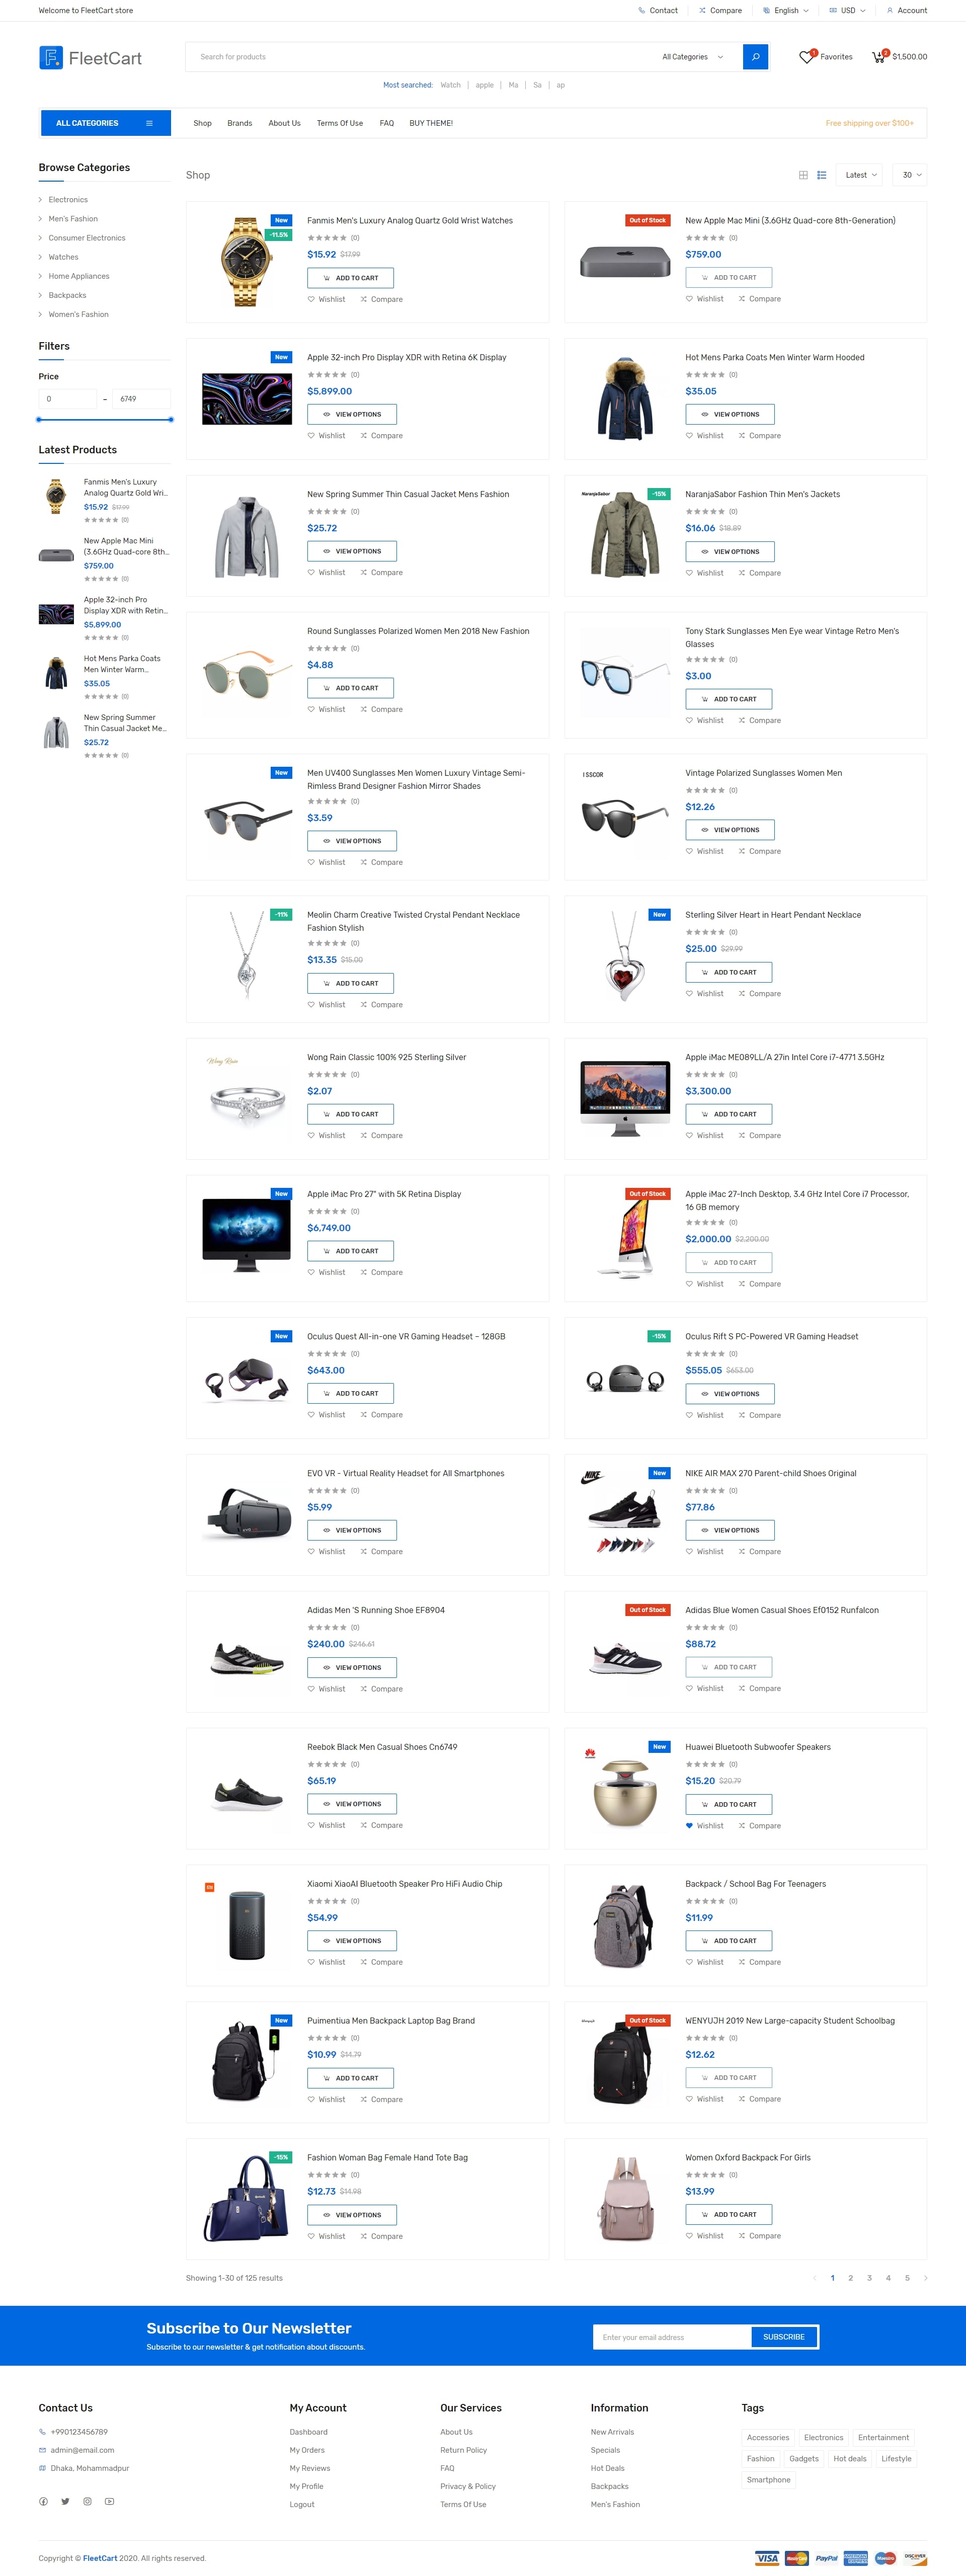 Welcome to FleetCart store
Contact
Compare
English
USD
Account
FleetCart
Search for products
All Categories
1
Favorites
2
$1,500.00
Most searched: Watch | apple | Ma | Sa | ap
ALL CATEGORIES
Shop
Brands
About Us
Terms Of Use
FAQ
BUY THEME!
Free shipping over $100+
Browse Categories
Electronics
Men's Fashion
Consumer Electronics
Watches
Home Appliances
Backpacks
Women's Fashion
Filters
Price
0 – 6749
Latest Products
Fanmis Men's Luxury
Analog Quartz Gold Wri...
$15.92 $17.99
(0)
New Apple Mac Mini
(3.6GHz Quad-core 8th...
$759.00
(0)
Apple 32-inch Pro
Display XDR with Retin...
$5,899.00
(0)
Hot Mens Parka Coats
Men Winter Warm...
$35.05
(0)
New Spring Summer
Thin Casual Jacket Me...
$25.72
(0)
Shop
Latest
30
New
-11.5%
Fanmis Men's Luxury Analog Quartz Gold Wrist Watches
(0)
$15.92 $17.99
ADD TO CART
Wishlist Compare
Out of Stock
New Apple Mac Mini (3.6GHz Quad-core 8th-Generation)
(0)
$759.00
ADD TO CART
Wishlist Compare
New
Apple 32-inch Pro Display XDR with Retina 6K Display
(0)
$5,899.00
VIEW OPTIONS
Wishlist Compare
Hot Mens Parka Coats Men Winter Warm Hooded
(0)
$35.05
VIEW OPTIONS
Wishlist Compare
New Spring Summer Thin Casual Jacket Mens Fashion
(0)
$25.72
VIEW OPTIONS
Wishlist Compare
NaranjaSabor
-15%
NaranjaSabor Fashion Thin Men's Jackets
(0)
$16.06 $18.89
VIEW OPTIONS
Wishlist Compare
Round Sunglasses Polarized Women Men 2018 New Fashion
(0)
$4.88
ADD TO CART
Wishlist Compare
Tony Stark Sunglasses Men Eye wear Vintage Retro Men's
Glasses
(0)
$3.00
ADD TO CART
Wishlist Compare
New
Men UV400 Sunglasses Men Women Luxury Vintage Semi-
Rimless Brand Designer Fashion Mirror Shades
(0)
$3.59
VIEW OPTIONS
Wishlist Compare
Vintage Polarized Sunglasses Women Men
(0)
$12.26
VIEW OPTIONS
Wishlist Compare
-11%
Meolin Charm Creative Twisted Crystal Pendant Necklace
Fashion Stylish
(0)
$13.35 $15.00
ADD TO CART
Wishlist Compare
New
Sterling Silver Heart in Heart Pendant Necklace
(0)
$25.00 $29.99
ADD TO CART
Wishlist Compare
Wong Rain
Wong Rain Classic 100% 925 Sterling Silver
(0)
$2.07
ADD TO CART
Wishlist Compare
Apple iMac ME089LL/A 27in Intel Core i7-4771 3.5GHz
(0)
$3,300.00
ADD TO CART
Wishlist Compare
New
Apple iMac Pro 27" with 5K Retina Display
(0)
$6,749.00
ADD TO CART
Wishlist Compare
Out of Stock
Apple iMac 27-Inch Desktop, 3.4 GHz Intel Core i7 Processor,
16 GB memory
(0)
$2,000.00 $2,200.00
ADD TO CART
Wishlist Compare
New
Oculus Quest All-in-one VR Gaming Headset – 128GB
(0)
$643.00
ADD TO CART
Wishlist Compare
-15%
Oculus Rift S PC-Powered VR Gaming Headset
(0)
$555.05 $653.00
VIEW OPTIONS
Wishlist Compare
EVO VR - Virtual Reality Headset for All Smartphones
(0)
$5.99
VIEW OPTIONS
Wishlist Compare
NIKE
New
NIKE AIR MAX 270 Parent-child Shoes Original
(0)
$77.86
VIEW OPTIONS
Wishlist Compare
Adidas Men 'S Running Shoe EF8904
(0)
$240.00 $246.61
VIEW OPTIONS
Wishlist Compare
Out of Stock
Adidas Blue Women Casual Shoes Ef0152 Runfalcon
(0)
$88.72
ADD TO CART
Wishlist Compare
Reebok Black Men Casual Shoes Cn6749
(0)
$65.19
VIEW OPTIONS
Wishlist Compare
New
Huawei Bluetooth Subwoofer Speakers
(0)
$15.20 $20.79
ADD TO CART
Wishlist Compare
Xiaomi XiaoAI Bluetooth Speaker Pro HiFi Audio Chip
(0)
$54.99
VIEW OPTIONS
Wishlist Compare
Backpack / School Bag For Teenagers
(0)
$11.99
ADD TO CART
Wishlist Compare
New
Puimentiua Men Backpack Laptop Bag Brand
(0)
$10.99 $14.79
ADD TO CART
Wishlist Compare
Out of Stock
WENYUJH 2019 New Large-capacity Student Schoolbag
(0)
$12.62
ADD TO CART
Wishlist Compare
-15%
Fashion Woman Bag Female Hand Tote Bag
(0)
$12.73 $14.98
VIEW OPTIONS
Wishlist Compare
Women Oxford Backpack For Girls
(0)
$13.99
ADD TO CART
Wishlist Compare
Showing 1-30 of 125 results
1 2 3 4 5
Subscribe to Our Newsletter
Subscribe to our newsletter & get notification about discounts.
Enter your email address
SUBSCRIBE
Contact Us
+990123456789
admin@email.com
Dhaka, Mohammadpur
My Account
Dashboard
My Orders
My Reviews
My Profile
Logout
Our Services
About Us
Return Policy
FAQ
Privacy & Policy
Terms Of Use
Information
New Arrivals
Specials
Hot Deals
Backpacks
Men's Fashion
Tags
Accessories Electronics Entertainment
Fashion Gadgets Hot deals Lifestyle
Smartphone
Copyright © FleetCart 2020. All rights reserved.
VISA MasterCard PayPal AMERICAN EXPRESS Maestro DISCOVER